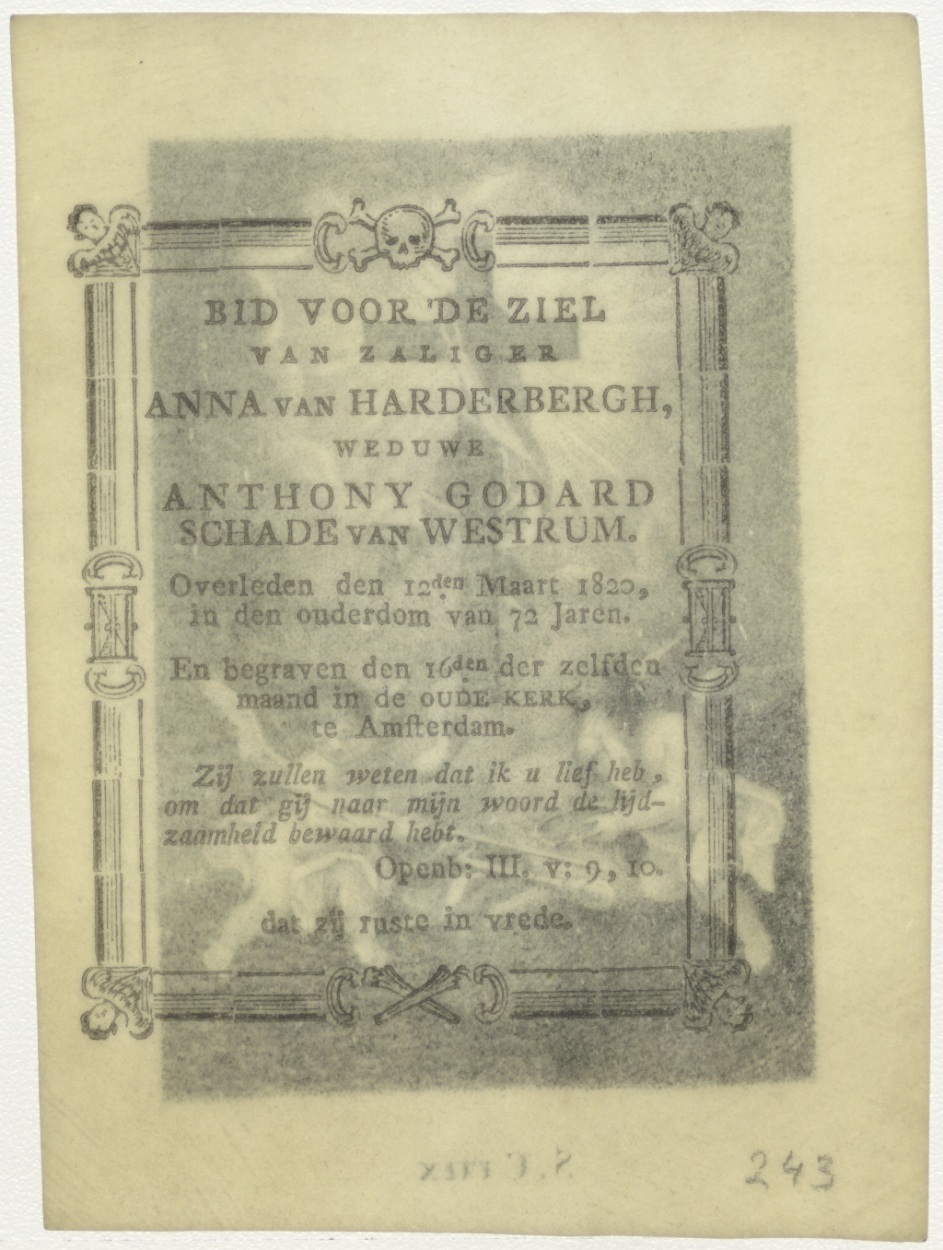 BID VOOR DE ZIEL
VAN ZALIGER
ANNA VAN HARDERBERGH,
WEDUWE
ANTHONY GODARD
SCHADE VAN WESTRUM.
Overleden den 12den Maart 1820,
in den ouderdom van 72 Jaren.
En begraven den 16den der zelfden
maand in de OUDE KERK,
te Amſterdam.
Zij zullen weten dat ik u lief heb,
om dat gij naar mijn woord de lijd-
zaamheid bewaard hebt.
Openb: III. v: 9, 10.
dat zij ruste in vrede.
S. Crux
243